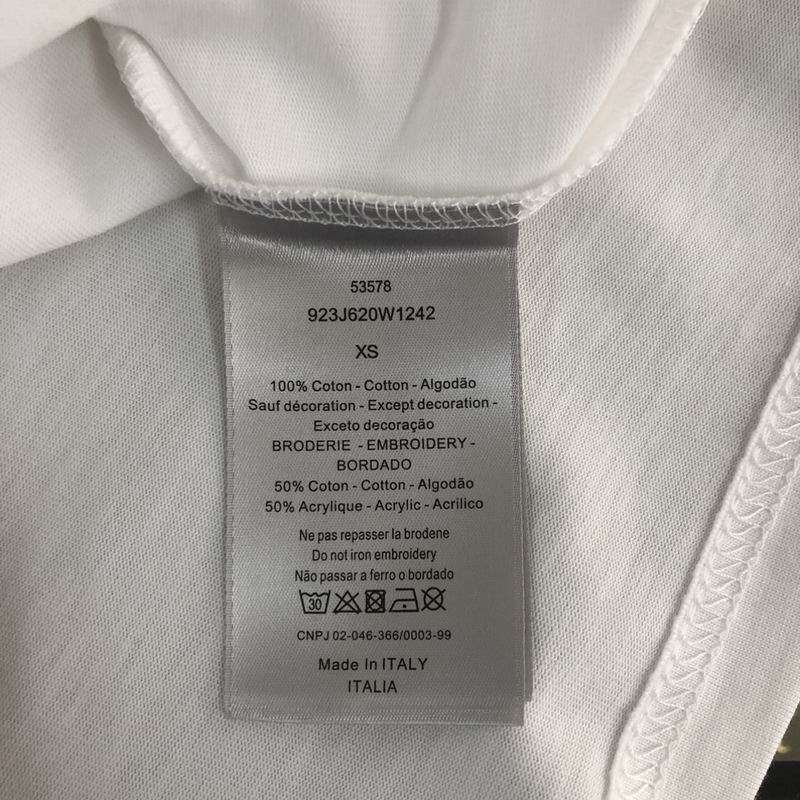 53578
923J620W1242
XS
100% Coton - Cotton - Algodão
Sauf décoration - Except decoration -
Exceto decoração
BRODERIE - EMBROIDERY -
BORDADO
50% Coton - Cotton - Algodão
50% Acrylique - Acrylic - Acrilico
Ne pas repasser la brodene
Do not iron embroidery
Não passar a ferro o bordado
30
CNPJ 02-046-366/0003-99
Made In ITALY
ITALIA